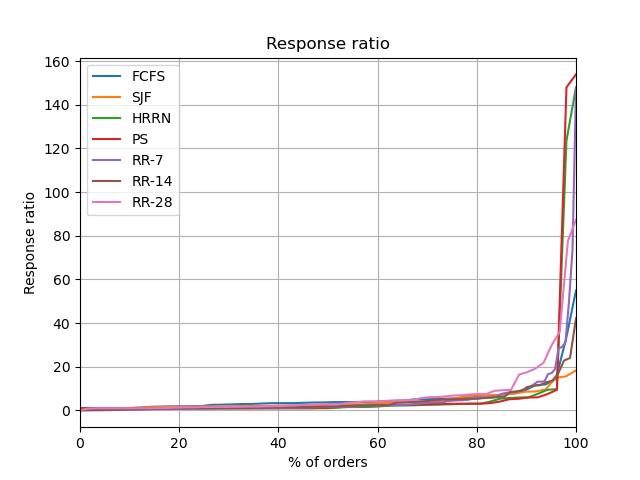 Response ratio
160
140
120
100
80
60
40
20
0
Response ratio
FCFS
SJF
HRRN
PS
RR-7
RR-14
RR-28
0 20 40 60 80 100
% of orders